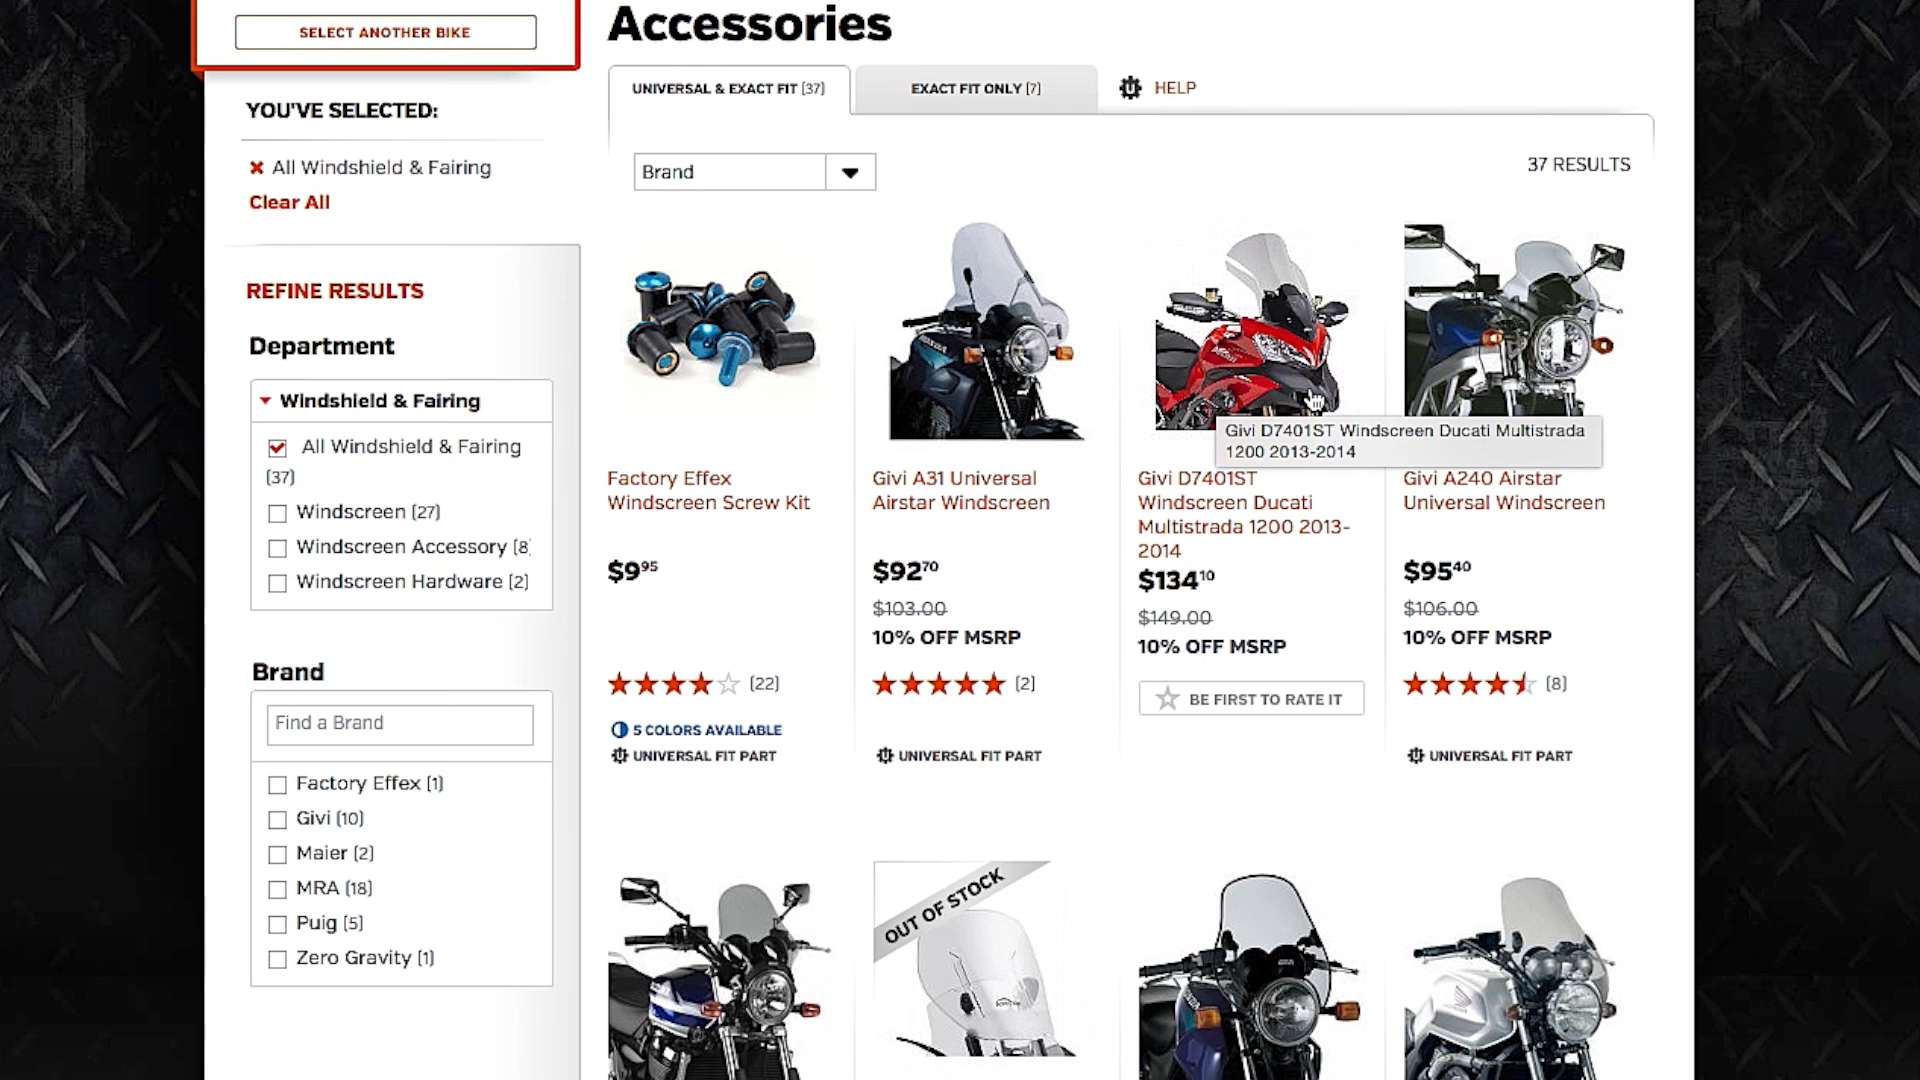 SELECT ANOTHER BIKE
YOU'VE SELECTED:
All Windshield & Fairing
Clear All
REFINE RESULTS
Department
Windshield & Fairing
All Windshield & Fairing
(37)
Windscreen (27)
Windscreen Accessory (8
Windscreen Hardware (2)
Brand
Find a Brand
Factory Effex (1)
Givi (10)
Maier (2)
MRA (18)
Puig (5)
Zero Gravity (1)
Accessories
UNIVERSAL & EXACT FIT (37)
EXACT FIT ONLY (7)
HELP
Brand
37 RESULTS
Givi D7401ST Windscreen Ducati Multistrada
1200 2013-2014
Factory Effex
Windscreen Screw Kit
$995
(22)
5 COLORS AVAILABLE
UNIVERSAL FIT PART
Givi A31 Universal
Airstar Windscreen
$9270
$103.00
10% OFF MSRP
(2)
UNIVERSAL FIT PART
Givi D7401ST
Windscreen Ducati
Multistrada 1200 2013-
2014
$13410
$149.00
10% OFF MSRP
BE FIRST TO RATE IT
Givi A240 Airstar
Universal Windscreen
$9540
$106.00
10% OFF MSRP
(8)
UNIVERSAL FIT PART
OUT OF STOCK